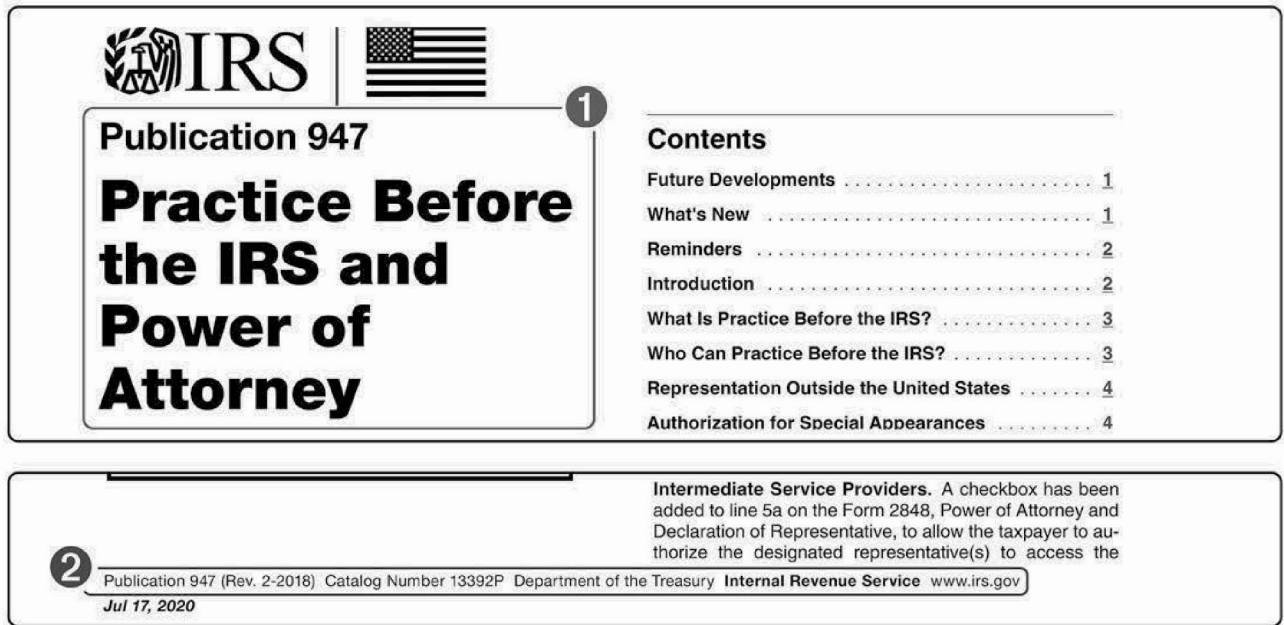 IRS
1
Publication 947
Practice Before
the IRS and
Power of
Attorney
Contents
Future Developments . . . . . . . . . . . . . . . . . . . . . . . 1
What's New . . . . . . . . . . . . . . . . . . . . . . . . . . . . . . 1
Reminders . . . . . . . . . . . . . . . . . . . . . . . . . . . . . . . 2
Introduction . . . . . . . . . . . . . . . . . . . . . . . . . . . . . . 2
What Is Practice Before the IRS? . . . . . . . . . . . . . . 3
Who Can Practice Before the IRS? . . . . . . . . . . . . . 3
Representation Outside the United States . . . . . . . 4
Authorization for Special Appearances . . . . . . . . . 4
Intermediate Service Providers. A checkbox has been
added to line 5a on the Form 2848, Power of Attorney and
Declaration of Representative, to allow the taxpayer to au-
thorize the designated representative(s) to access the
2
Publication 947 (Rev. 2-2018) Catalog Number 13392P Department of the Treasury Internal Revenue Service www.irs.gov
Jul 17, 2020